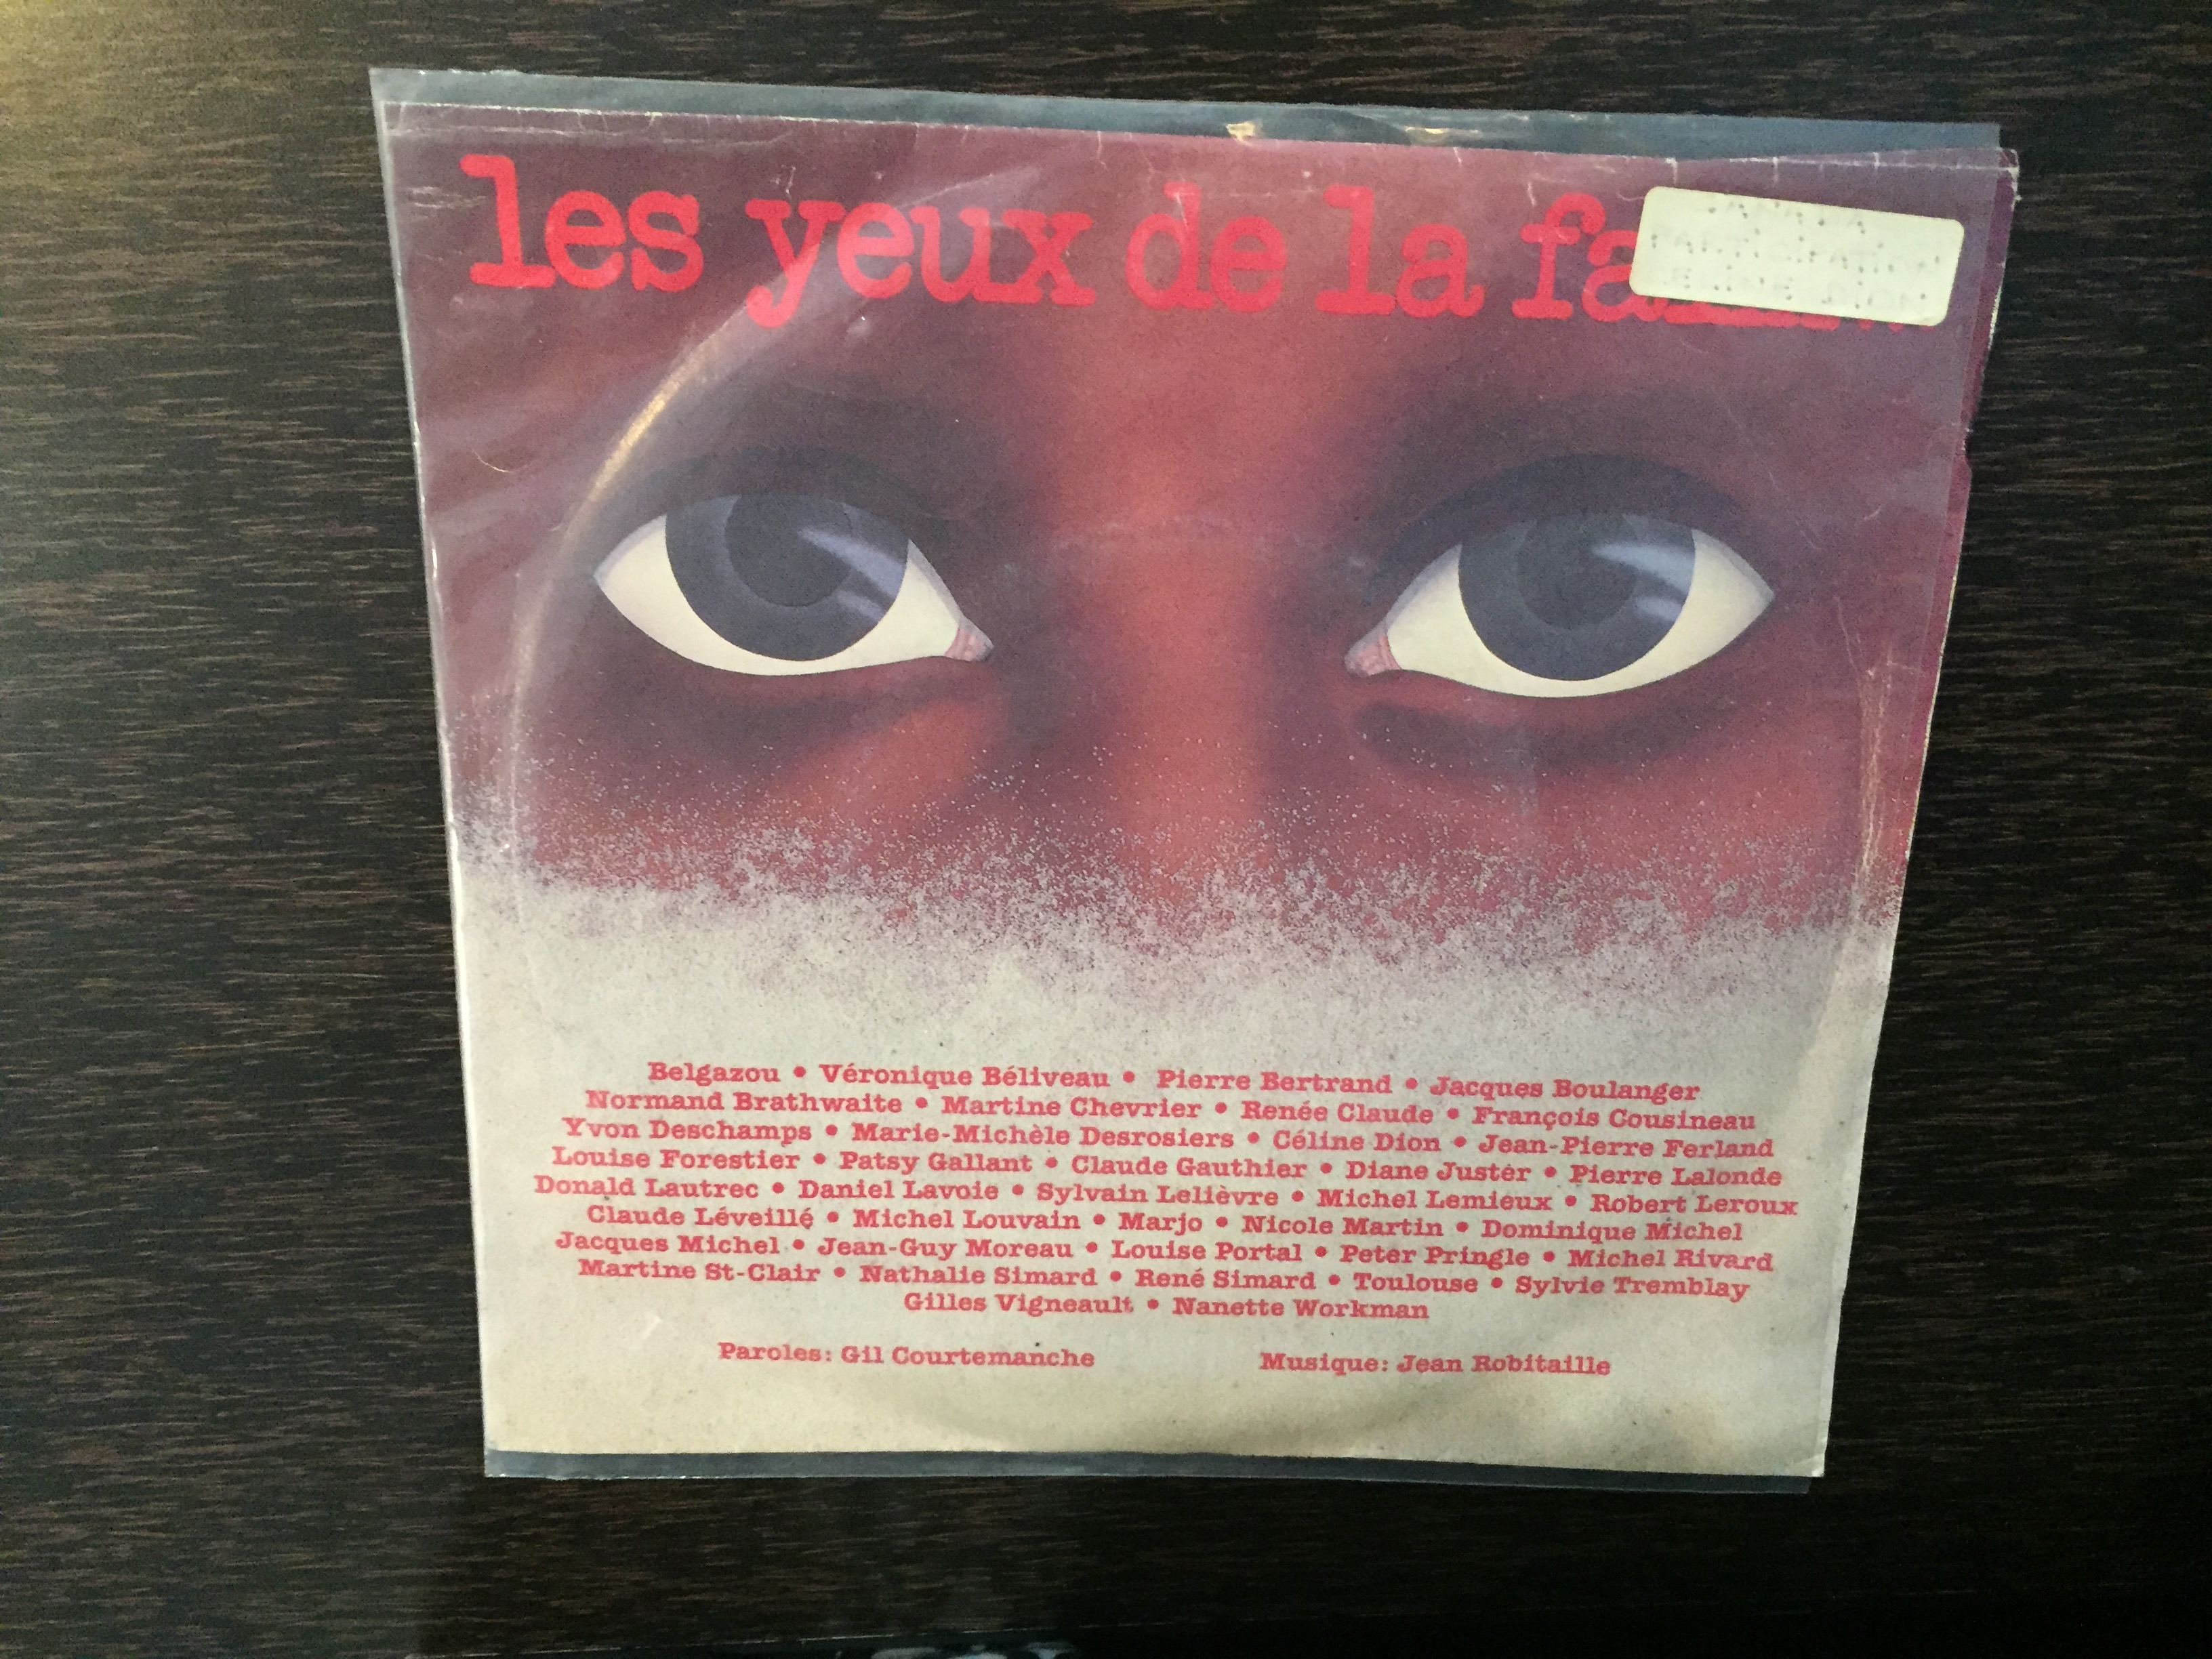 les yeux de la
Belgazou • Véronique Béliveau • Pierre Bertrand • Jacques Boulanger
Normand Brathwaite • Martine Chevrier • Renée Claude • François Cousineau
Yvon Deschamps • Marie-Michèle Desrosiers • Céline Dion • Jean-Pierre Ferland
Louise Forestier • Patsy Gallant • Claude Gauthier • Diane Juster • Pierre Lalonde
Donald Lautrec • Daniel Lavoie • Sylvain Lelièvre • Michel Lemieux • Robert Leroux
Claude Léveillé • Michel Louvain • Marjo • Nicole Martin • Dominique Michel
Jacques Michel • Jean-Guy Moreau • Louise Portal • Peter Pringle • Michel Rivard
Martine St-Clair • Nathalie Simard • René Simard • Toulouse • Sylvie Tremblay
Gilles Vigneault • Nanette Workman
Paroles: Gil Courtemanche Musique: Jean Robitaille